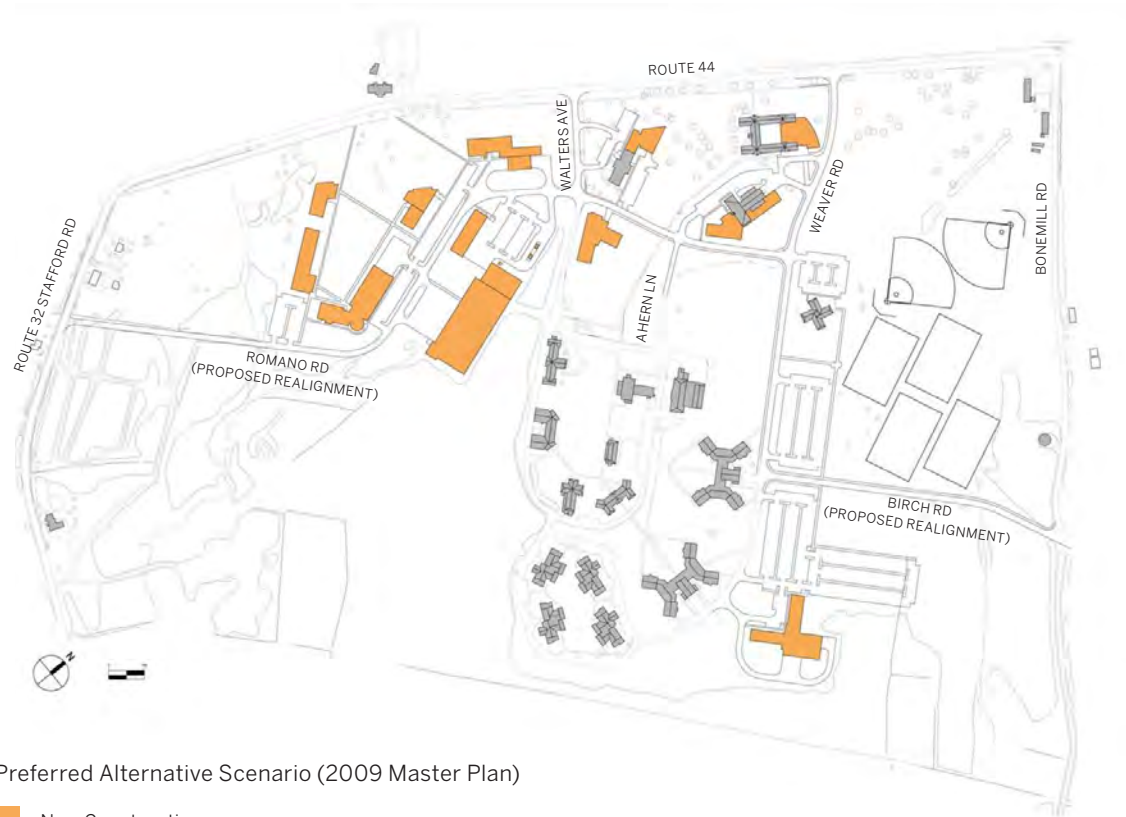 ROUTE 44
WALTERS AVE
WEAVER RD
BONEMILL RD
ROUTE 32 STAFFORD RD
AHERN LN
ROMANO RD
(PROPOSED REALIGNMENT)
BIRCH RD
(PROPOSED REALIGNMENT)
N
Preferred Alternative Scenario (2009 Master Plan)